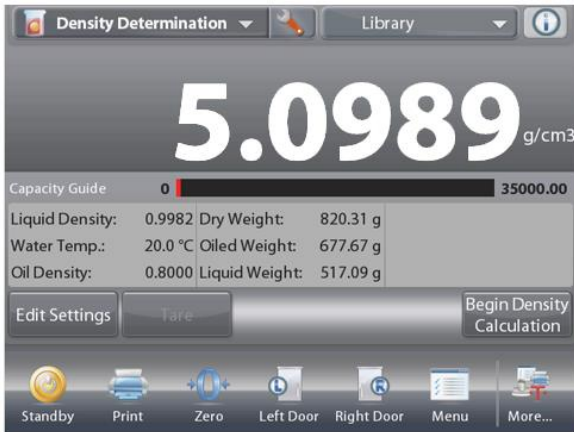 Density Determination Library
5.0989 g/cm3
Capacity Guide 0 35000.00
Liquid Density: 0.9982 Dry Weight: 820.31 g
Water Temp.: 20.0 °C Oiled Weight: 677.67 g
Oil Density: 0.8000 Liquid Weight: 517.09 g
Edit Settings Tare Begin Density
Calculation
L R
Standby Print Zero Left Door Right Door Menu More...